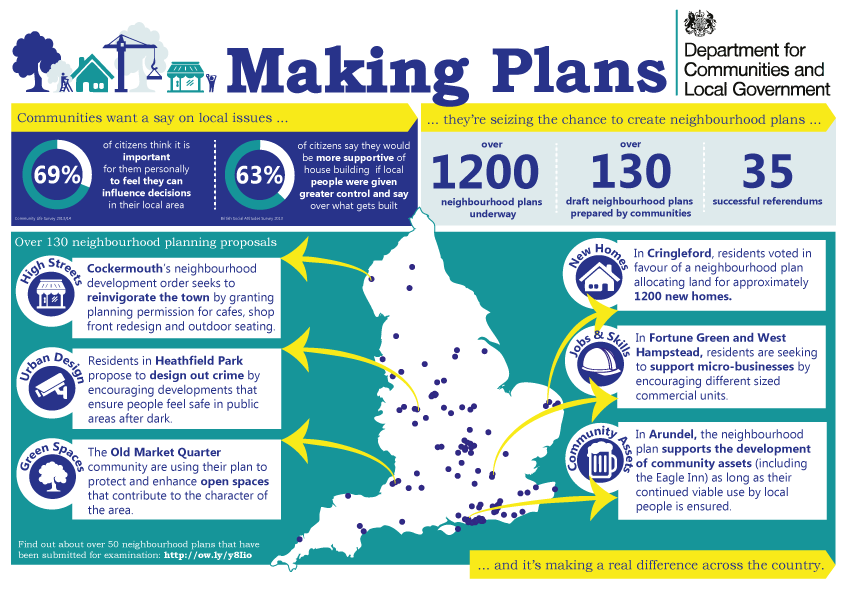 Making Plans
Department for
Communities and
Local Government
Communities want a say on local issues ...
69%
of citizens think it is
important
for them personally
to feel they can
influence decisions
in their local area
63%
of citizens say they would
be more supportive of
house building if local
people were given
greater control and say
over what gets built
... they're seizing the chance to create neighbourhood plans ...
over
1200
neighbourhood plans
underway
over
130
draft neighbourhood plans
prepared by communities
35
successful referendums
Over 130 neighbourhood planning proposals
High Streets
Cockermouth's neighbourhood
development order seeks to
reinvigorate the town by granting
planning permission for cafes, shop
front redesign and outdoor seating.
Urban Design
Residents in Heathfield Park
propose to design out crime by
encouraging developments that
ensure people feel safe in public
areas after dark.
Green Spaces
The Old Market Quarter
community are using their plan to
protect and enhance open spaces
that contribute to the character of
the area.
New Homes
In Cringleford, residents voted in
favour of a neighbourhood plan
allocating land for approximately
1200 new homes.
Jobs & Skills
In Fortune Green and West
Hampstead, residents are seeking
to support micro-businesses by
encouraging different sized
commercial units.
Community Assets
In Arundel, the neighbourhood
plan supports the development
of community assets (including
the Eagle Inn) as long as their
continued viable use by local
people is ensured.
Find out about over 50 neighbourhood plans that have
been submitted for examination: http://ow.ly/y8Iio
... and it's making a real difference across the country.